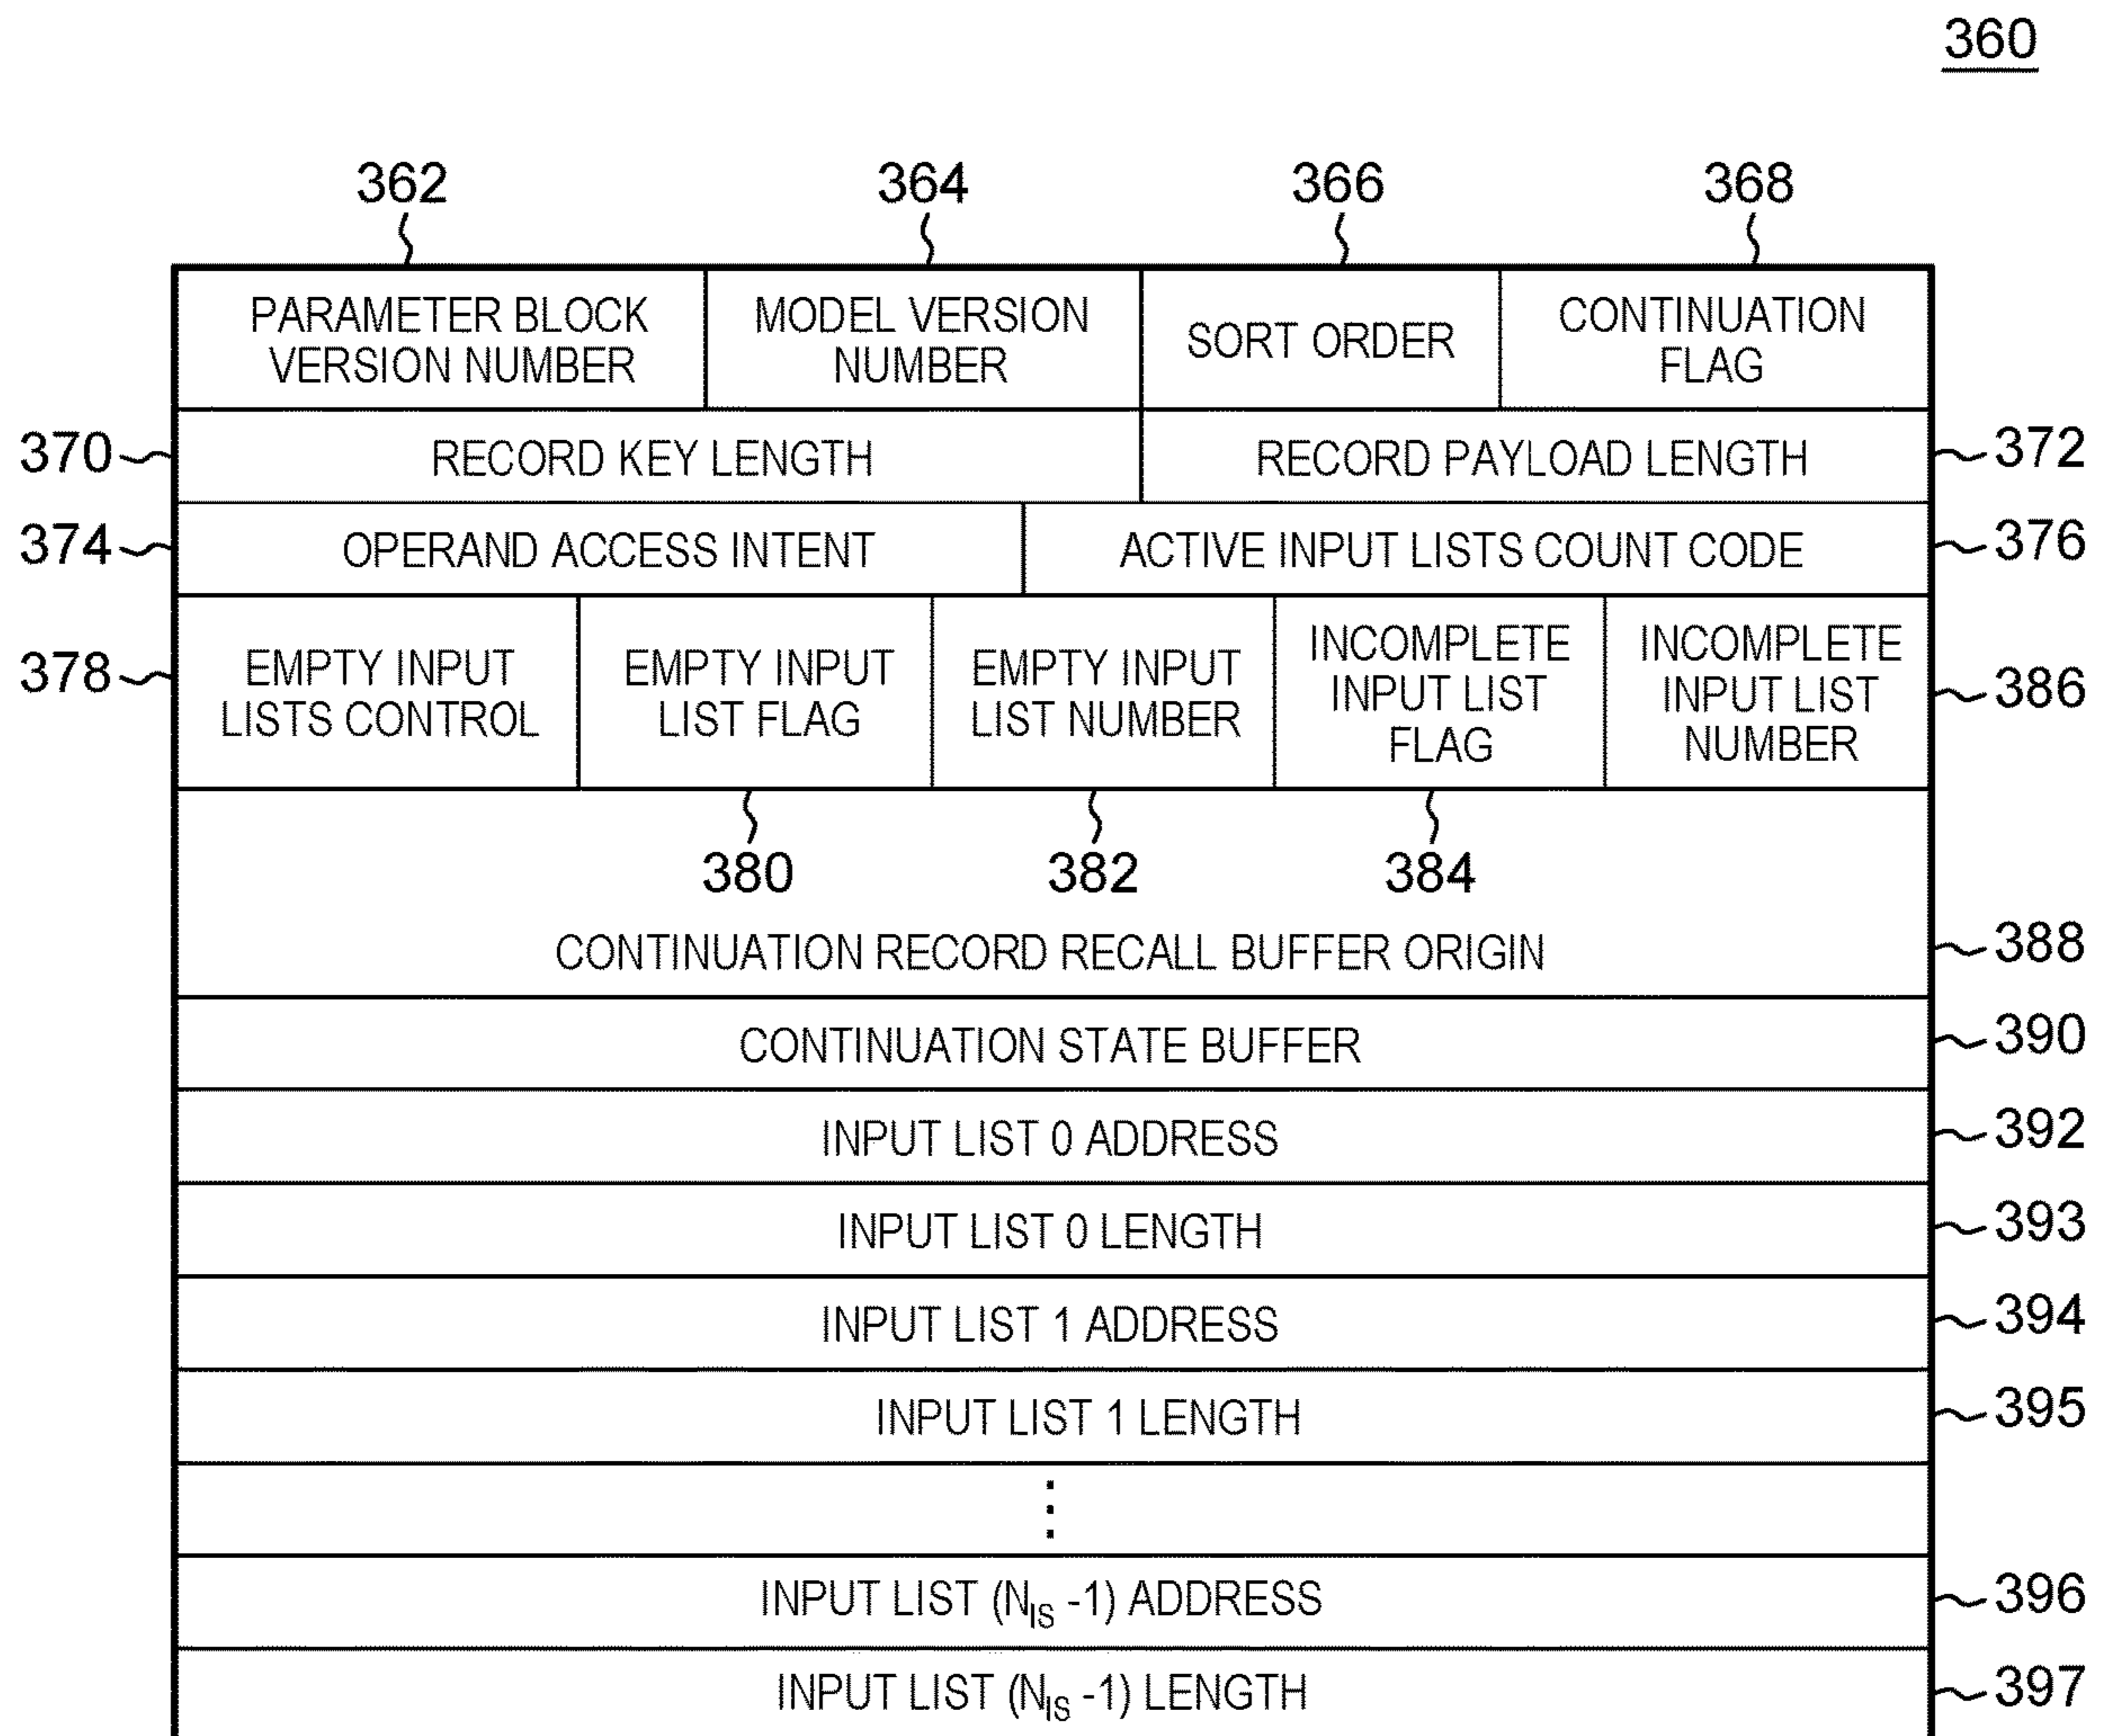 360
362 364 366 368
PARAMETER BLOCK
VERSION NUMBER
MODEL VERSION
NUMBER
SORT ORDER
CONTINUATION
FLAG
370 RECORD KEY LENGTH RECORD PAYLOAD LENGTH 372
374 OPERAND ACCESS INTENT ACTIVE INPUT LISTS COUNT CODE 376
378
EMPTY INPUT
LISTS CONTROL
EMPTY INPUT
LIST FLAG
EMPTY INPUT
LIST NUMBER
INCOMPLETE
INPUT LIST
FLAG
INCOMPLETE
INPUT LIST
NUMBER
386
380 382 384
CONTINUATION RECORD RECALL BUFFER ORIGIN 388
CONTINUATION STATE BUFFER 390
INPUT LIST 0 ADDRESS 392
INPUT LIST 0 LENGTH 393
INPUT LIST 1 ADDRESS 394
INPUT LIST 1 LENGTH 395
⋮
INPUT LIST (N_IS -1) ADDRESS 396
INPUT LIST (N_IS -1) LENGTH 397